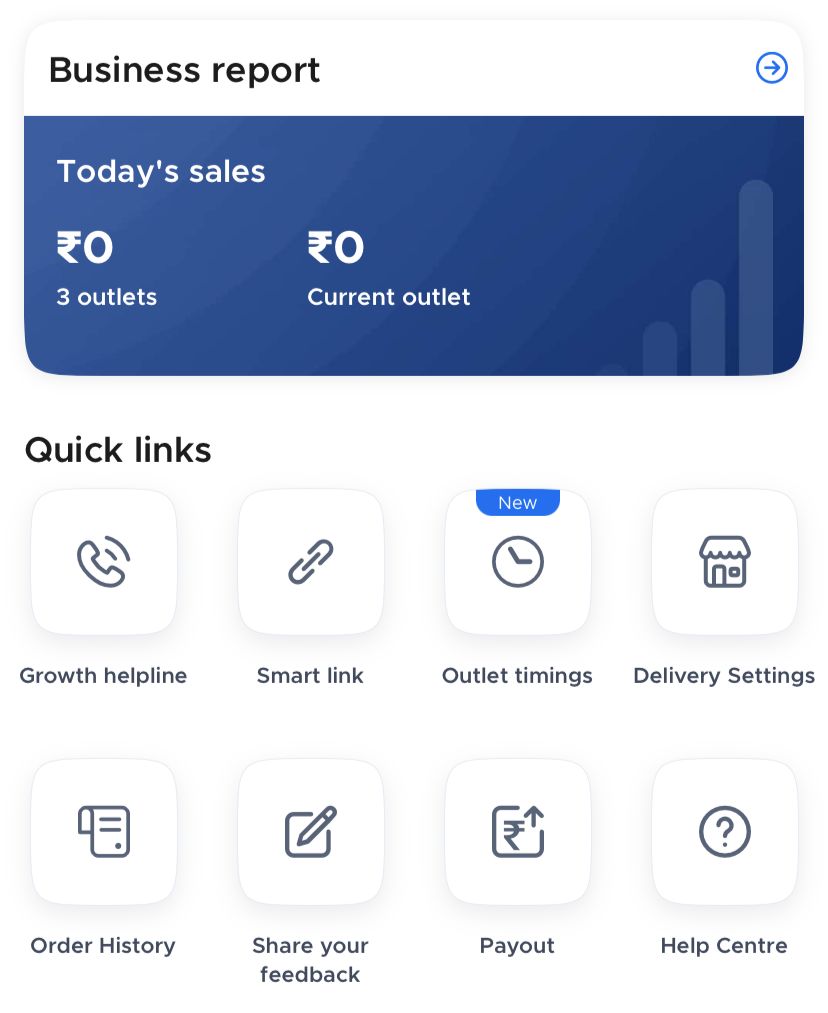 Business report
Today's sales
₹0 ₹0
3 outlets Current outlet
Quick links
New
Growth helpline Smart link Outlet timings Delivery Settings
₹
?
Order History Share your Payout Help Centre
feedback